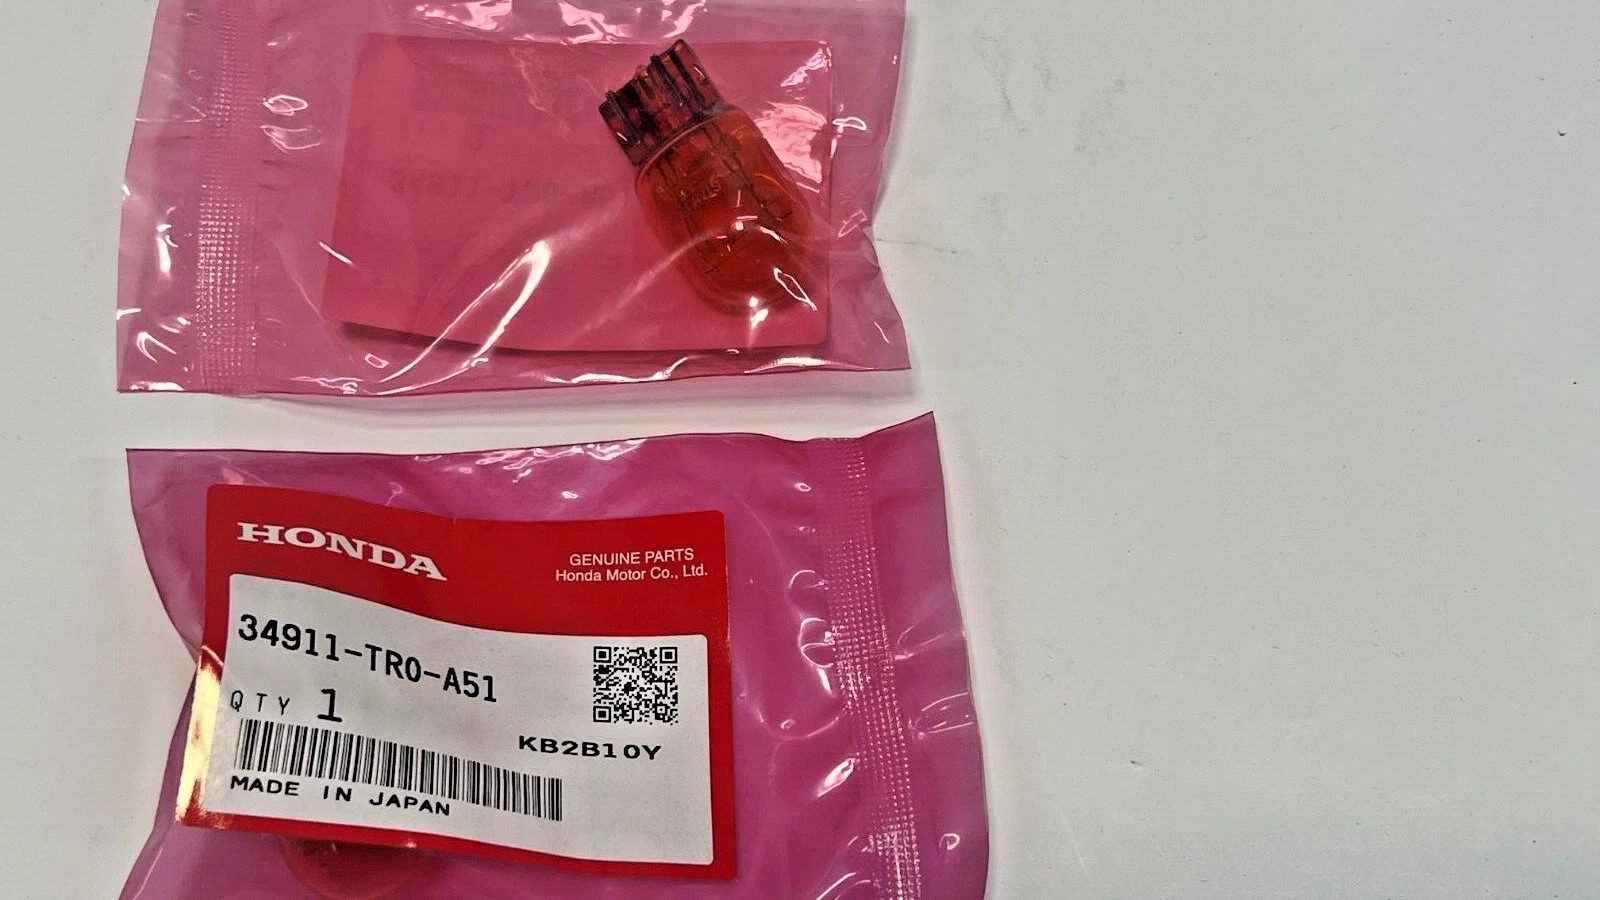 HONDA
GENUINE PARTS
Honda Motor Co., Ltd.
34911-TR0-A51
QTY 1
KB2B10Y
MADE IN JAPAN